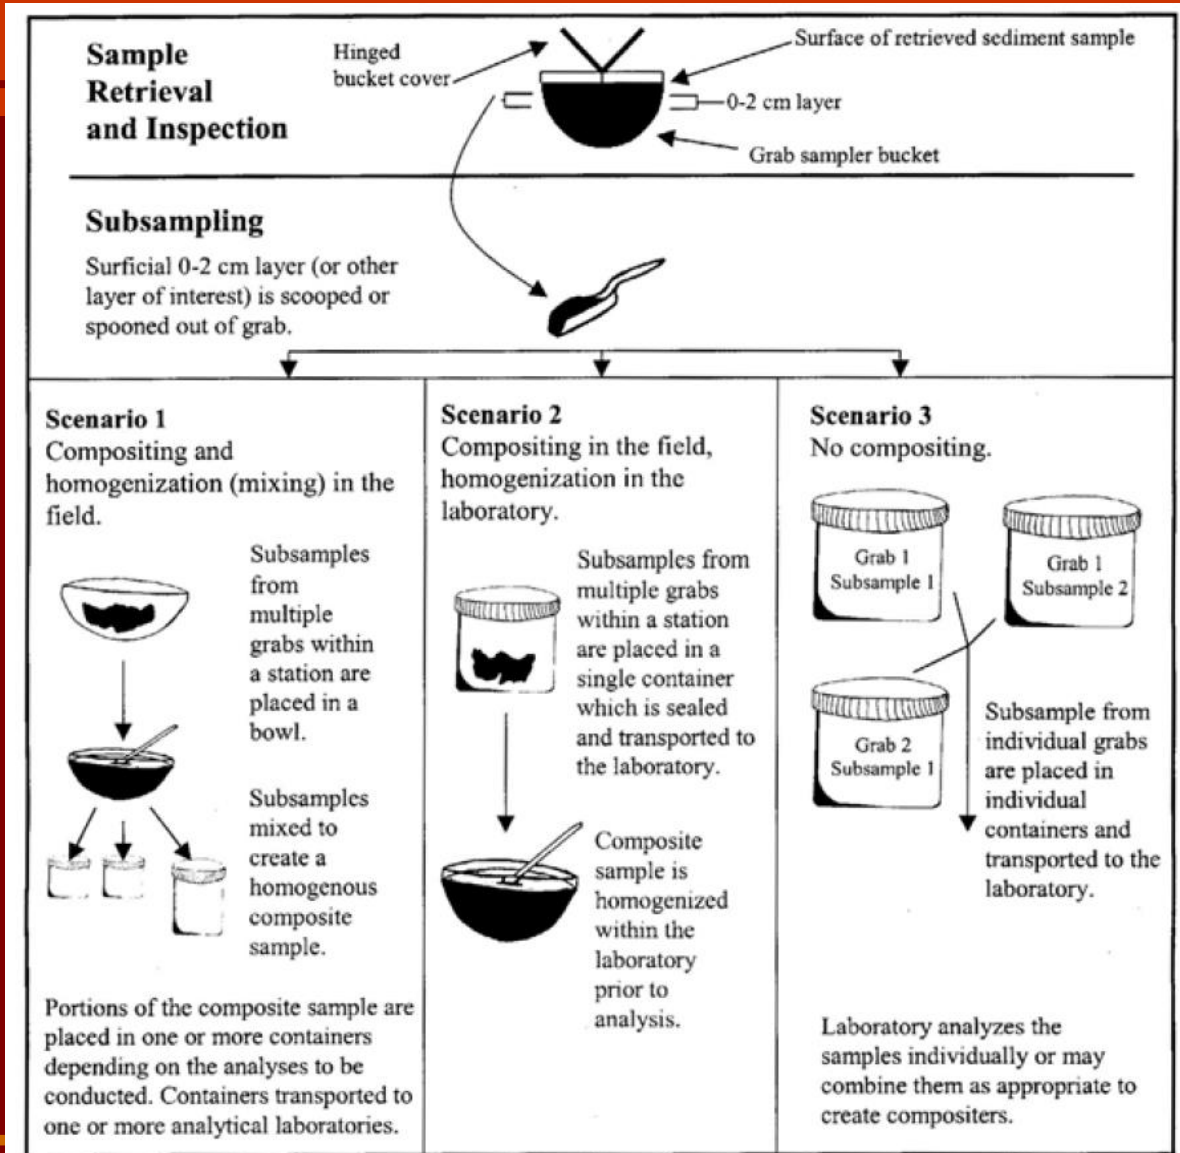 Sample
Retrieval
and Inspection
Hinged
bucket cover
Surface of retrieved sediment sample
0-2 cm layer
Grab sampler bucket
Subsampling
Surficial 0-2 cm layer (or other
layer of interest) is scooped or
spooned out of grab.
Scenario 1
Compositing and
homogenization (mixing) in the
field.
Subsamples
from
multiple
grabs within
a station are
placed in a
bowl.
Subsamples
mixed to
create a
homogenous
composite
sample.
Portions of the composite sample are
placed in one or more containers
depending on the analyses to be
conducted. Containers transported to
one or more analytical laboratories.
Scenario 2
Compositing in the field,
homogenization in the
laboratory.
Subsamples from
multiple grabs
within a station
are placed in a
single container
which is sealed
and transported to
the laboratory.
Composite
sample is
homogenized
within the
laboratory
prior to
analysis.
Scenario 3
No compositing.
Grab 1
Subsample 1
Grab 1
Subsample 2
Grab 2
Subsample 1
Subsample from
individual grabs
are placed in
individual
containers and
transported to the
laboratory.
Laboratory analyzes the
samples individually or may
combine them as appropriate to
create compositers.